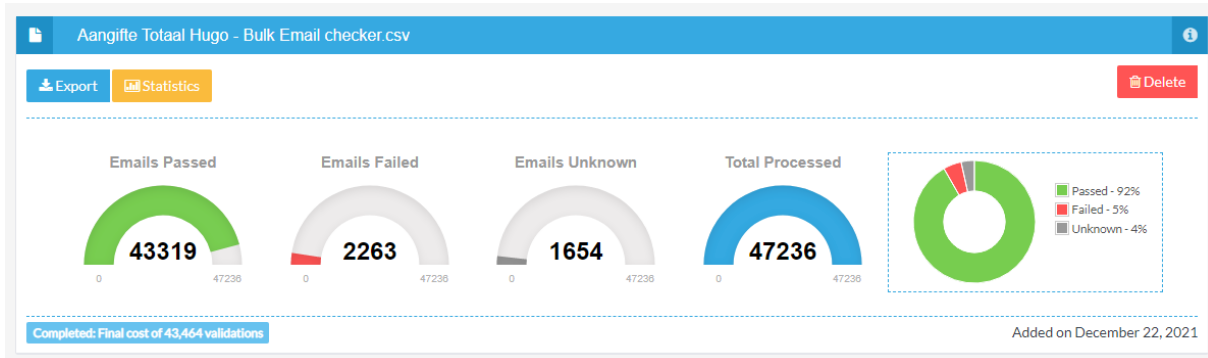 Aangifte Totaal Hugo - Bulk Email checker.csv
Export
Statistics
Delete
Emails Passed
43319
0
47236
Emails Failed
2263
0
47236
Emails Unknown
1654
0
47236
Total Processed
47236
0
47236
Passed - 92%
Failed - 5%
Unknown - 4%
Completed: Final cost of 43,464 validations
Added on December 22, 2021